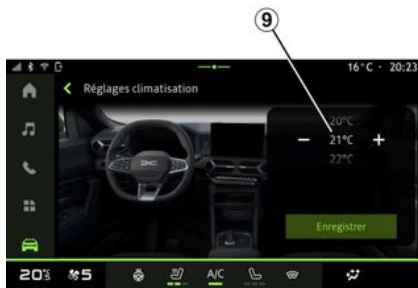 9
16°C · 20:23
Réglages climatisation
20°C
− 21°C +
22°C
Enregistrer
20 5 A/C